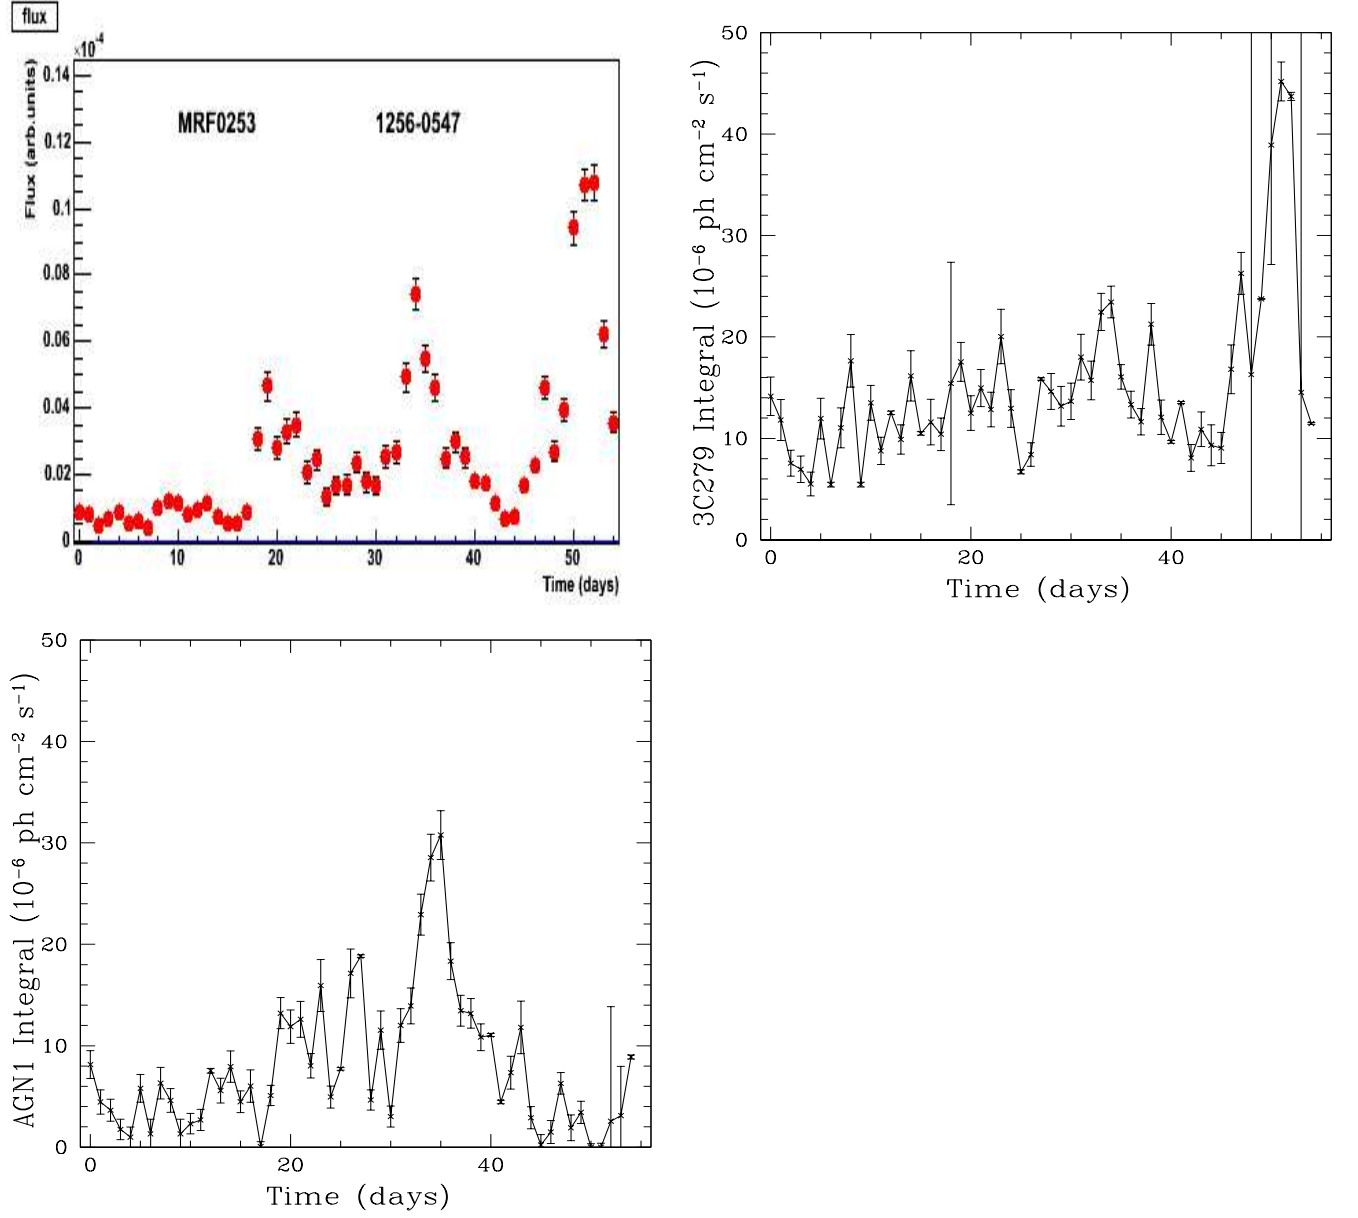 flux
×10⁻⁴
Flux (arb.units)
0.14
0.12
0.1
0.08
0.06
0.04
0.02
0
MRF0253 1256-0547
0 10 20 30 40 50
Time (days)
3C279 Integral (10⁻⁶ ph cm⁻² s⁻¹)
50
40
30
20
10
0
0 20 40
Time (days)
AGN1 Integral (10⁻⁶ ph cm⁻² s⁻¹)
50
40
30
20
10
0
0 20 40
Time (days)